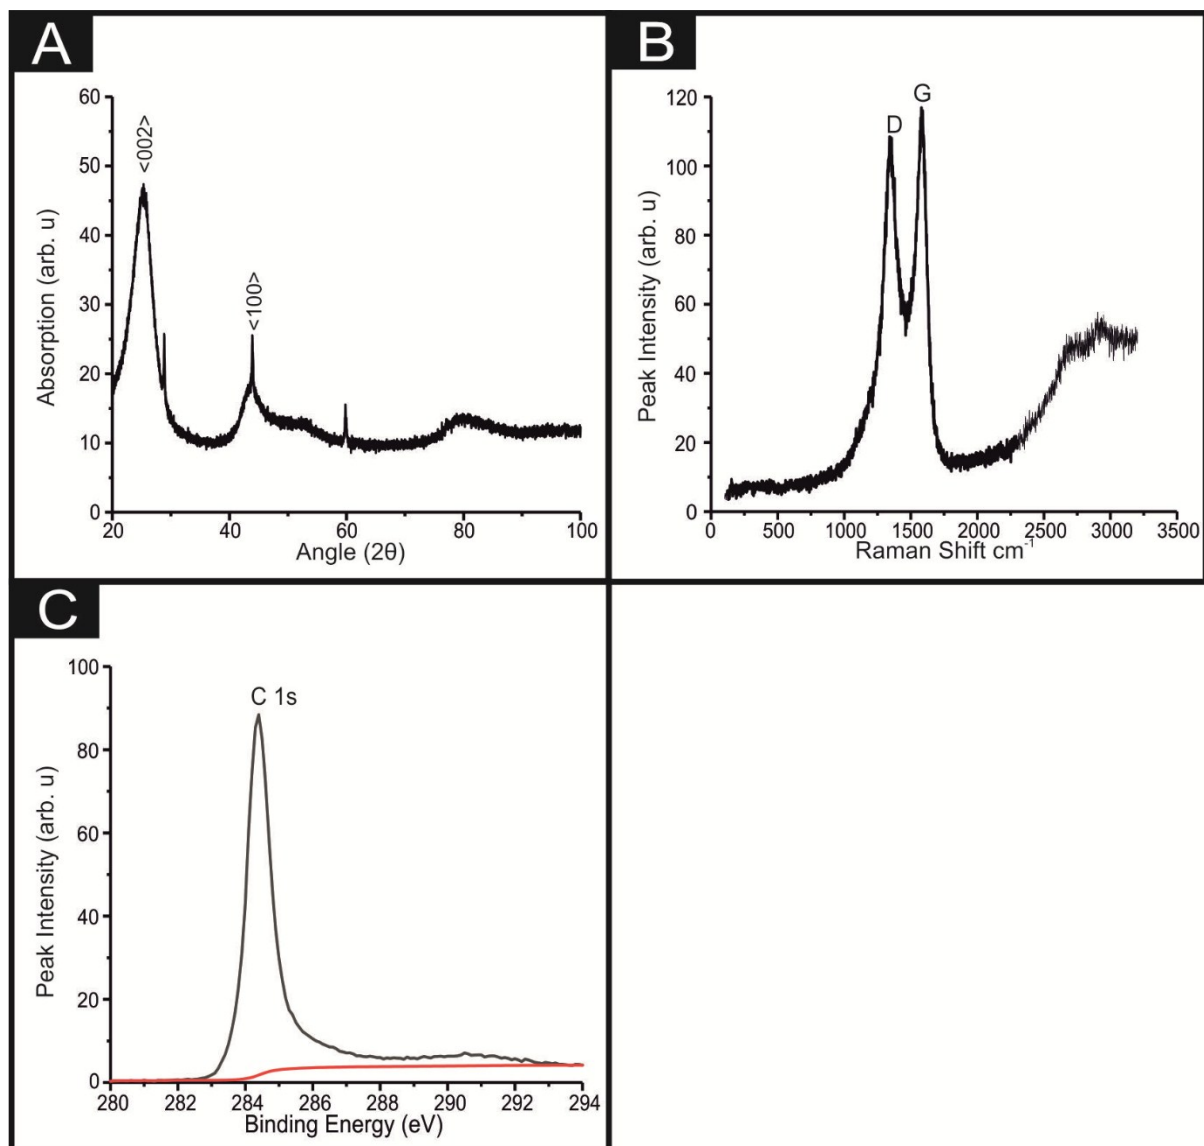 A
60
50
40
30
20
10
0
Absorption (arb. u)
<002>
<100>
20 40 60 80 100
Angle (2θ)
B
120
100
80
60
40
20
0
Peak Intensity (arb. u)
D
G
0 500 1000 1500 2000 2500 3000 3500
Raman Shift cm⁻¹
C
100
80
60
40
20
0
Peak Intensity (arb. u)
C 1s
280 282 284 286 288 290 292 294
Binding Energy (eV)